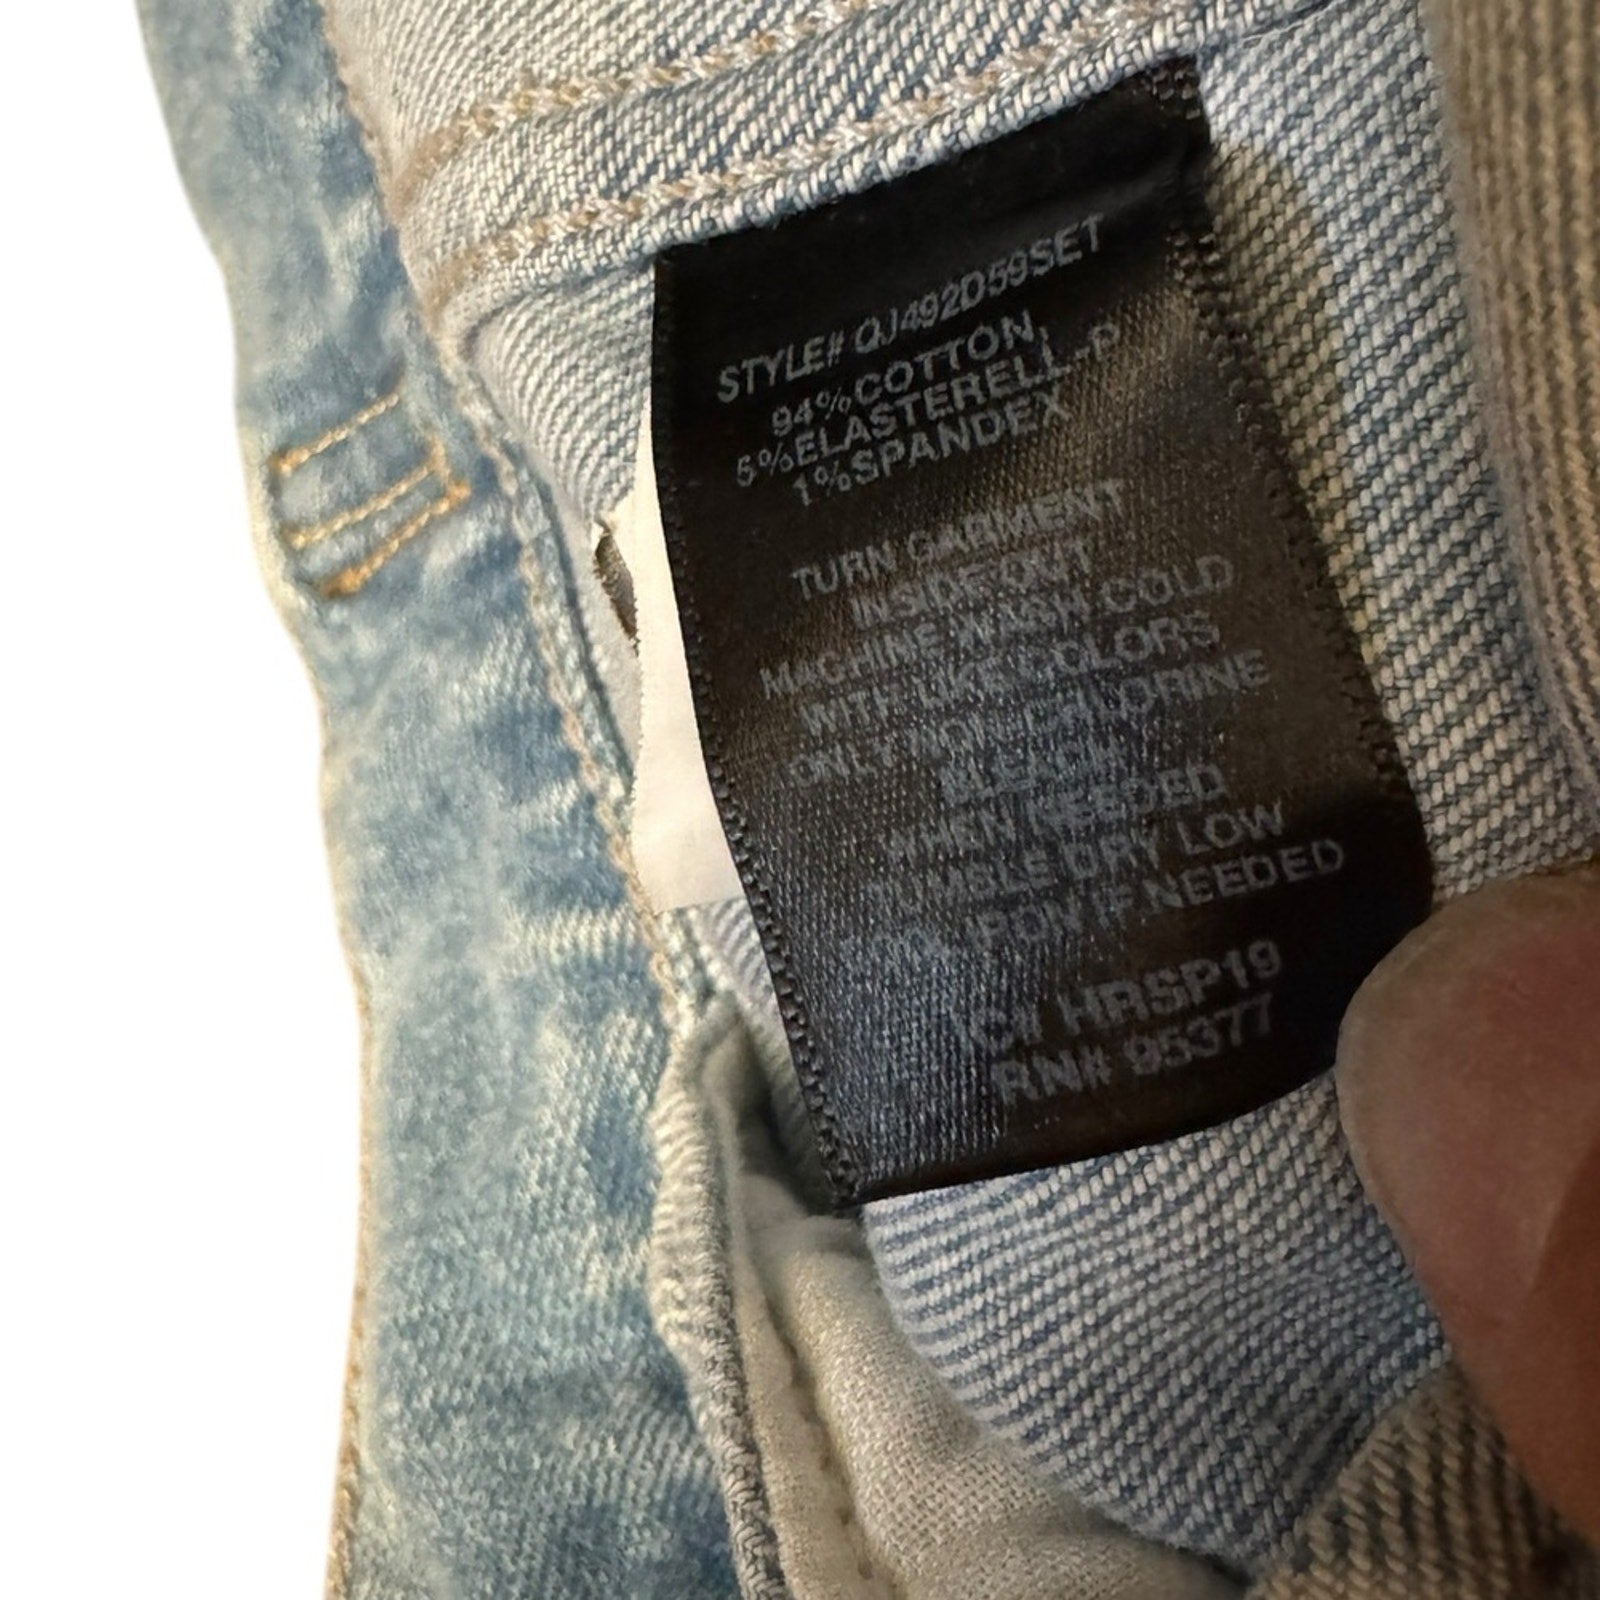 STYLE# QJ492D59SET
94%COTTON,
5%ELASTERELL-P
1%SPANDEX
TURN GARMENT
INSIDE OUT
MACHINE WASH COLD
WITH LIKE COLORS
ONLY NON-CHLORINE
BLEACH
WHEN NEEDED
TUMBLE DRY LOW
COOL IRON IF NEEDED
C# HRSP19
RN# 95377